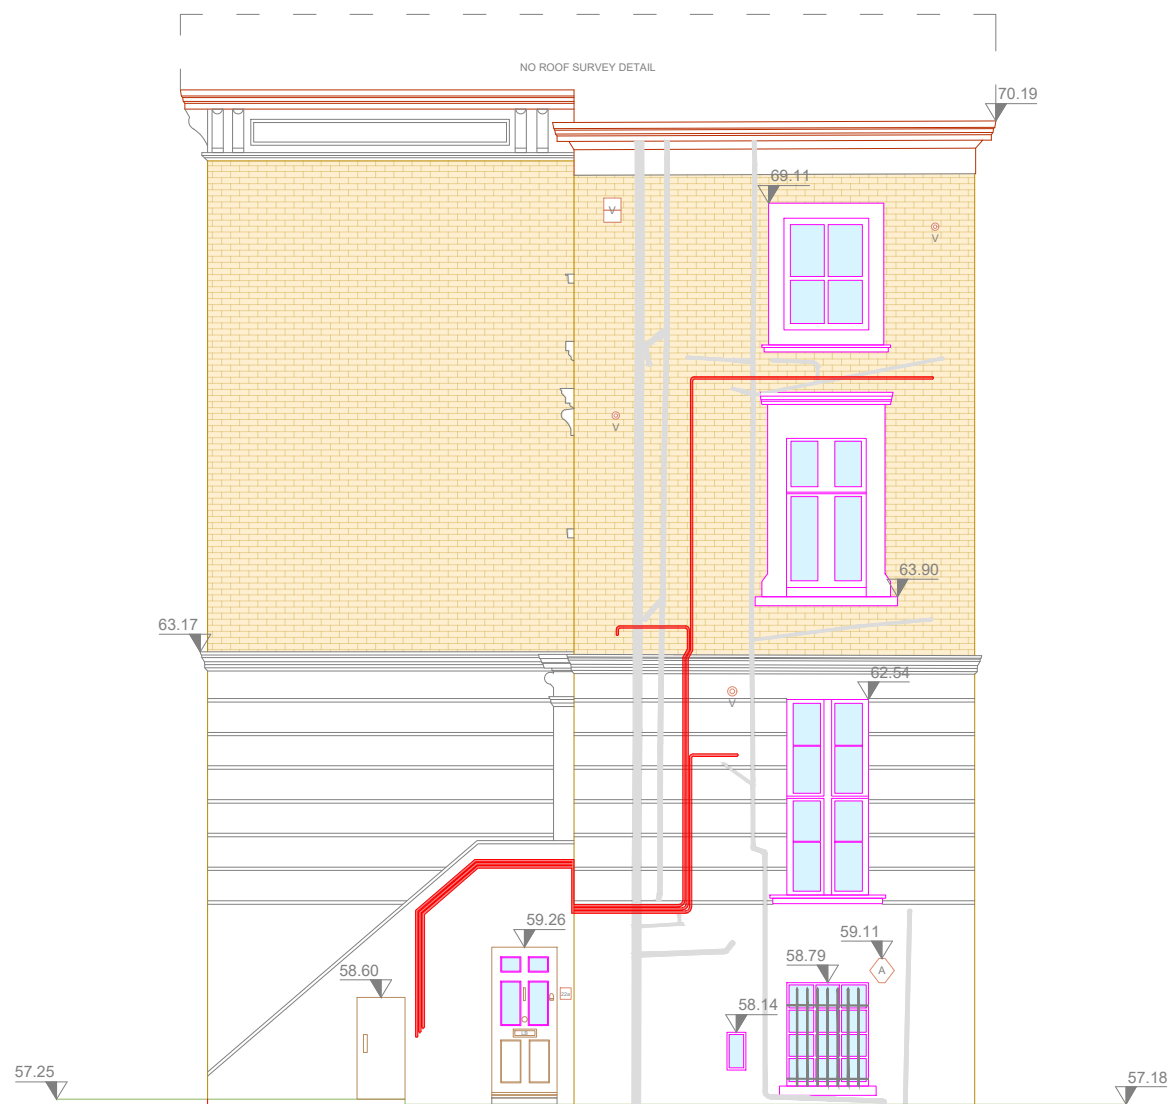 NO ROOF SURVEY DETAIL
70.19
69.11
V
V
V
63.90
63.17
62.54
V
59.26
59.11
58.79
A
58.60
58.14
57.25
57.18